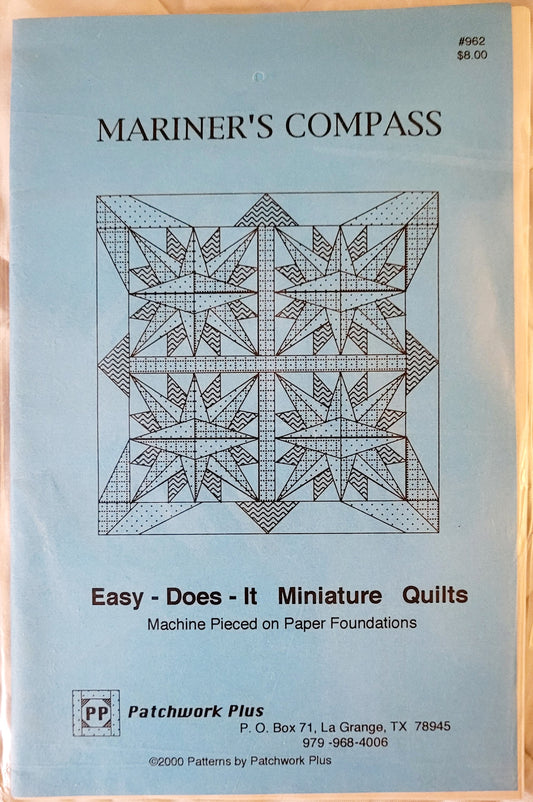 #962
$8.00
MARINER'S COMPASS
Easy - Does - It Miniature Quilts
Machine Pieced on Paper Foundations
PP Patchwork Plus
P. O. Box 71, La Grange, TX 78945
979 -968-4006
©2000 Patterns by Patchwork Plus